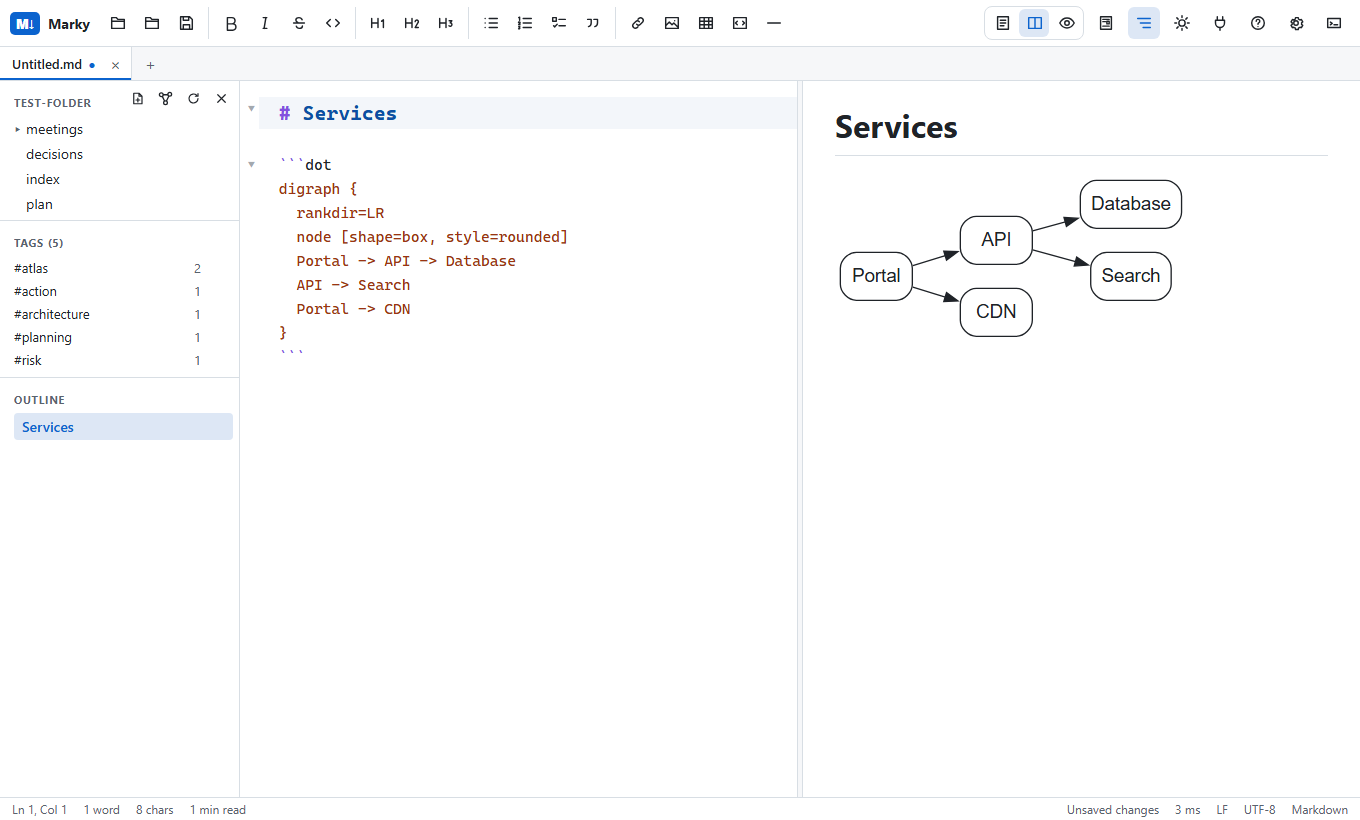 M↓ Marky B I S <> H1 H2 H3
Untitled.md
TEST-FOLDER
meetings
decisions
index
plan
TAGS (5)
#atlas 2
#action 1
#architecture 1
#planning 1
#risk 1
OUTLINE
Services
# Services
```dot
digraph {
rankdir=LR
node [shape=box, style=rounded]
Portal -> API -> Database
API -> Search
Portal -> CDN
}
```
Services
Database
API
Portal
Search
CDN
Ln 1, Col 1 1 word 8 chars 1 min read
Unsaved changes 3 ms LF UTF-8 Markdown